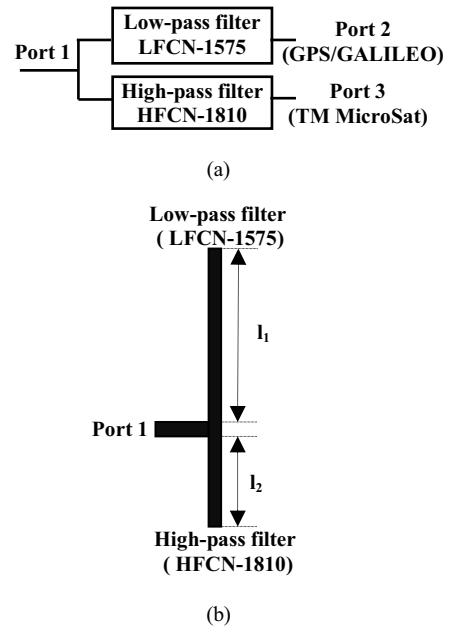 Port 1
Low-pass filter
LFCN-1575
Port 2
(GPS/GALILEO)
High-pass filter
HFCN-1810
Port 3
(TM MicroSat)
(a)
Low-pass filter
( LFCN-1575)
l₁
Port 1
l₂
High-pass filter
( HFCN-1810)
(b)